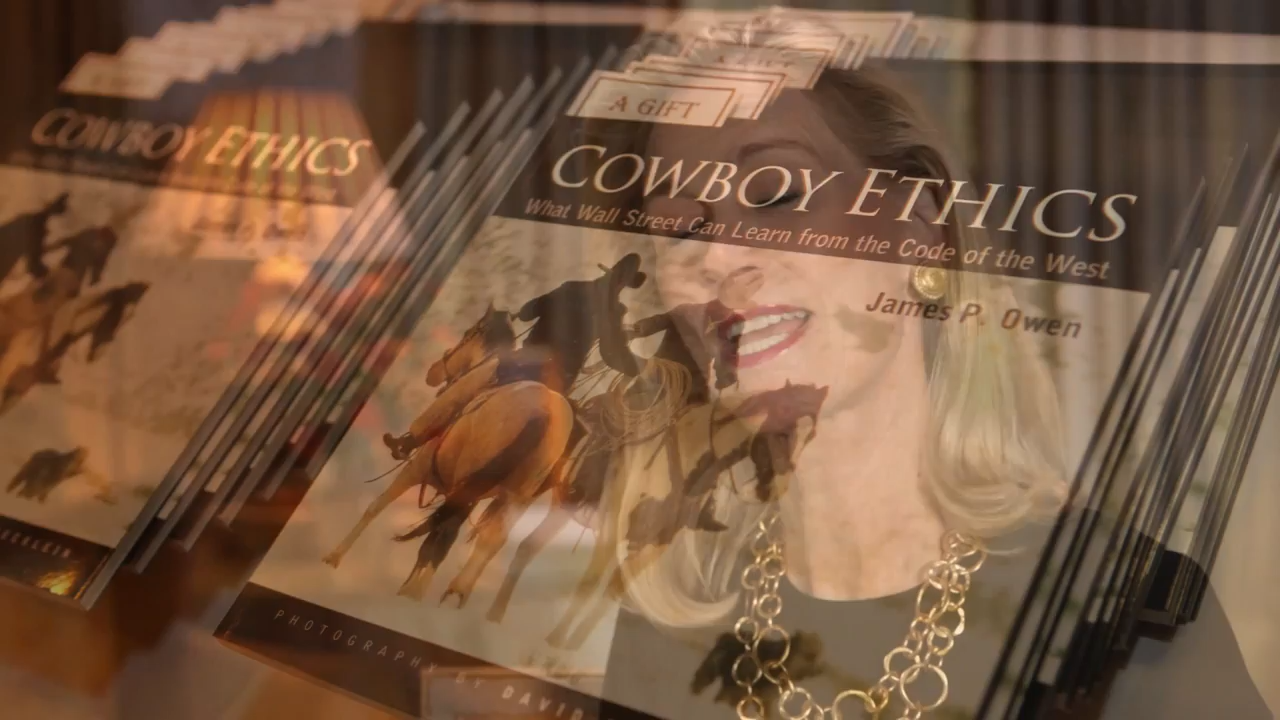 A GIFT
COWBOY ETHICS
COWBOY ETHICS
What Wall Street Can Learn from the Code of the West
James P. Owen
PHOTOGRAPHY BY DAVID